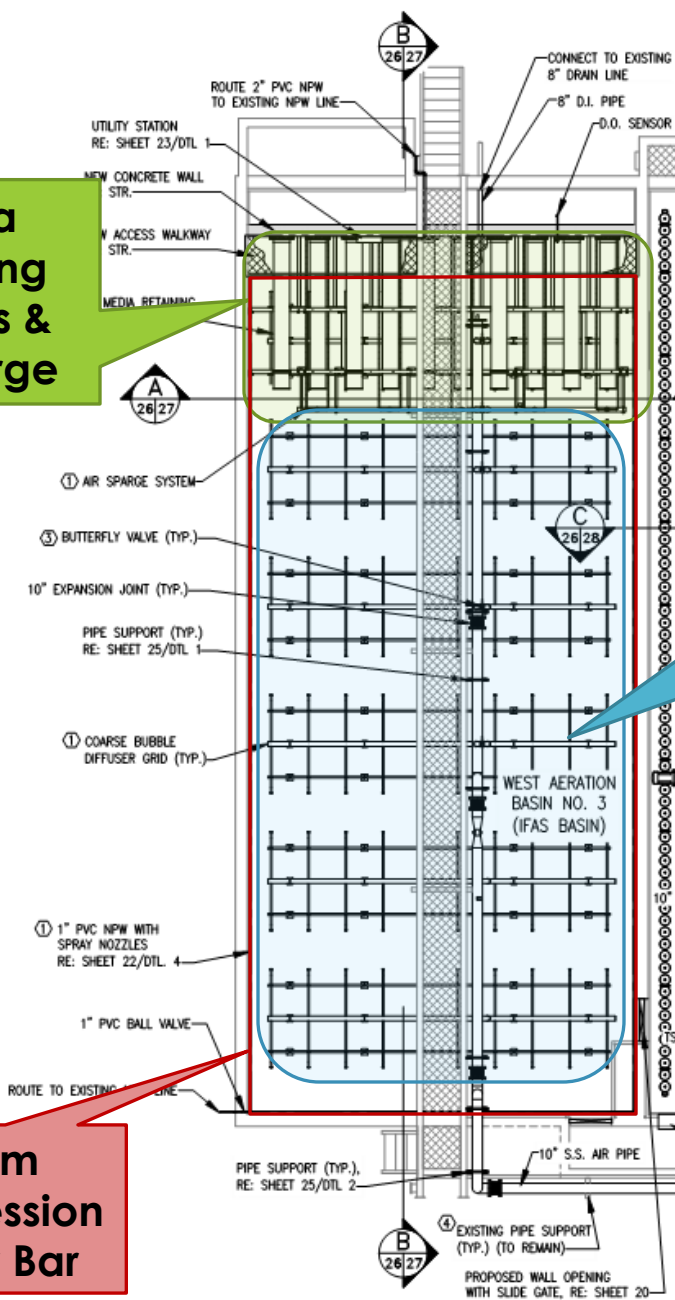 B
26 27
CONNECT TO EXISTING
8" DRAIN LINE
ROUTE 2" PVC NPW
TO EXISTING NPW LINE
8" D.I. PIPE
D.O. SENSOR
UTILITY STATION
RE: SHEET 23/DTL 1
NEW CONCRETE WALL
STR.
ACCESS WALKWAY
STR.
MEDIA RETAINING
A
26 27
① AIR SPARGE SYSTEM
③ BUTTERFLY VALVE (TYP.)
C
26 28
10" EXPANSION JOINT (TYP.)
PIPE SUPPORT (TYP.)
RE: SHEET 25/DTL 1
① COARSE BUBBLE
DIFFUSER GRID (TYP.)
WEST AERATION
BASIN NO. 3
(IFAS BASIN)
10"
① 1" PVC NPW WITH
SPRAY NOZZLES
RE: SHEET 22/DTL. 4
1" PVC BALL VALVE
ROUTE TO EXISTING
LINE
Bar
&
10" S.S. AIR PIPE
PIPE SUPPORT (TYP.),
RE: SHEET 25/DTL 2
④ EXISTING PIPE SUPPORT
(TYP.) (TO REMAIN)
B
26 27
PROPOSED WALL OPENING
WITH SLIDE GATE, RE: SHEET 20